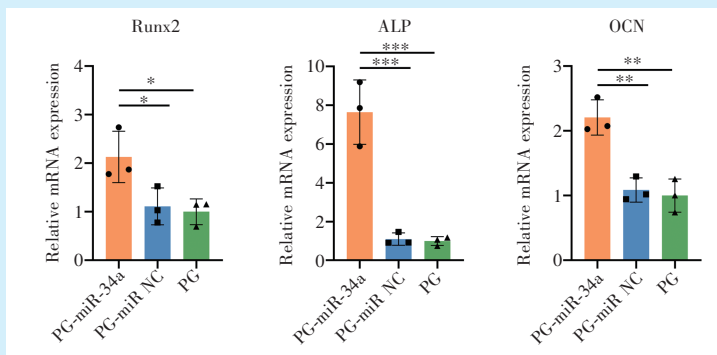 Runx2
Relative mRNA expression
4
3
2
1
0
*
*
PG-miR-34a
PG-miR NC
PG
ALP
Relative mRNA expression
10
8
6
4
2
0
***
***
PG-miR-34a
PG-miR NC
PG
OCN
Relative mRNA expression
3
2
1
0
**
**
PG-miR-34a
PG-miR NC
PG